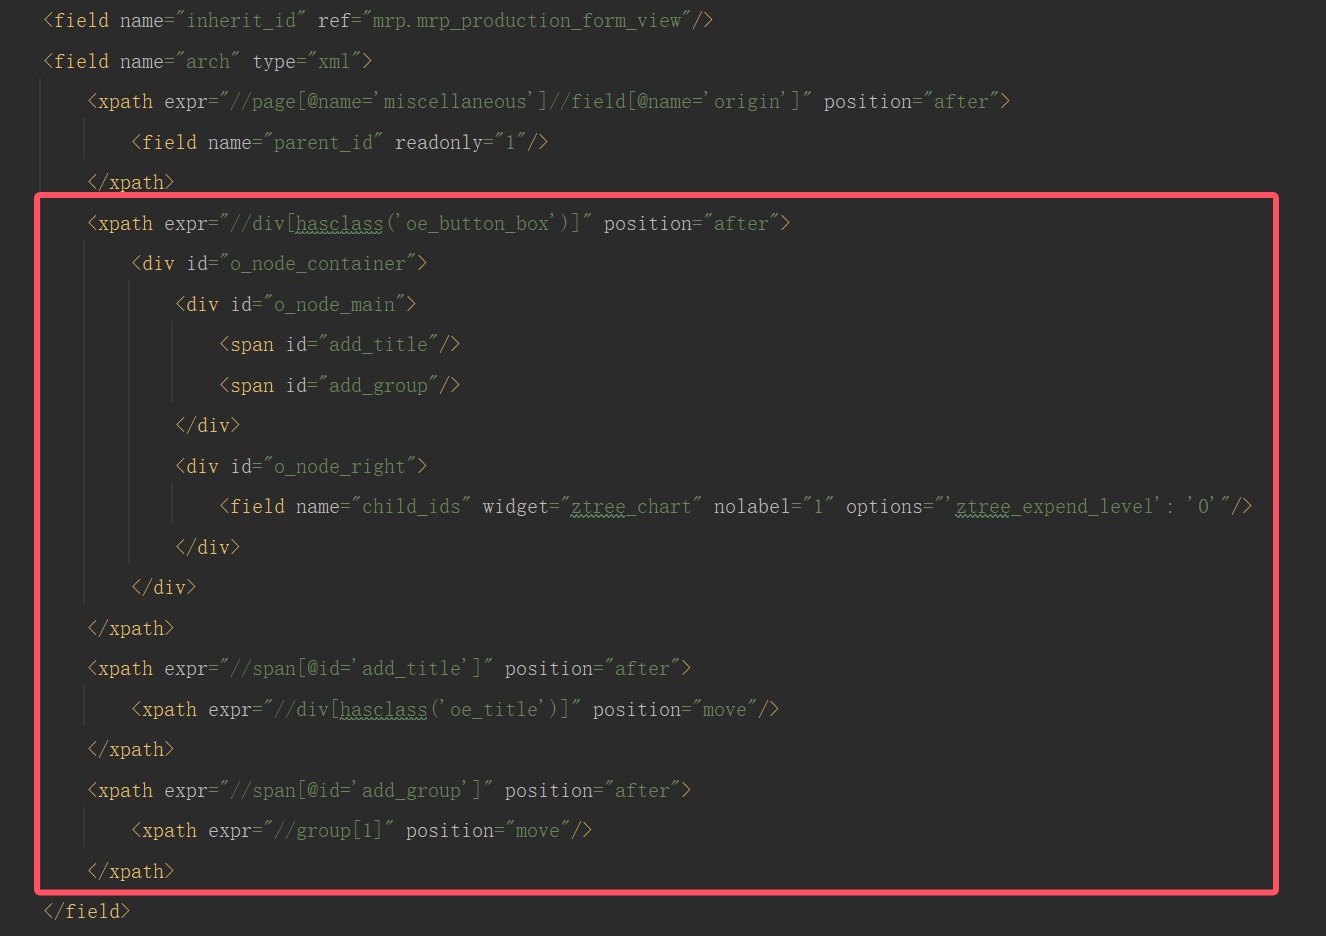 <field name="inherit_id" ref="mrp.mrp_production_form_view"/>
<field name="arch" type="xml">
<xpath expr="//page[@name='miscellaneous']//field[@name='origin']" position="after">
<field name="parent_id" readonly="1"/>
</xpath>
<xpath expr="//div[hasclass('oe_button_box')]" position="after">
<div id="o_node_container">
<div id="o_node_main">
<span id="add_title"/>
<span id="add_group"/>
</div>
<div id="o_node_right">
<field name="child_ids" widget="ztree_chart" nolabel="1" options="'ztree_expend_level': '0'"/>
</div>
</div>
</xpath>
<xpath expr="//span[@id='add_title']" position="after">
<xpath expr="//div[hasclass('oe_title')]" position="move"/>
</xpath>
<xpath expr="//span[@id='add_group']" position="after">
<xpath expr="//group[1]" position="move"/>
</xpath>
</field>